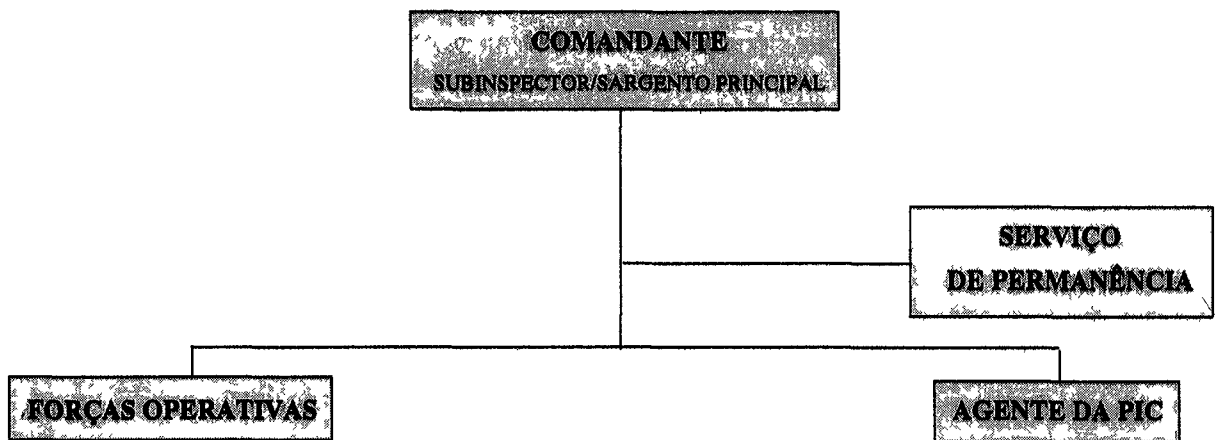 COMANDANTE
SUBINSPECTOR/SARGENTO PRINCIPAL
SERVIÇO
DE PERMANÊNCIA
FORÇAS OPERATIVAS
AGENTE DA PIC